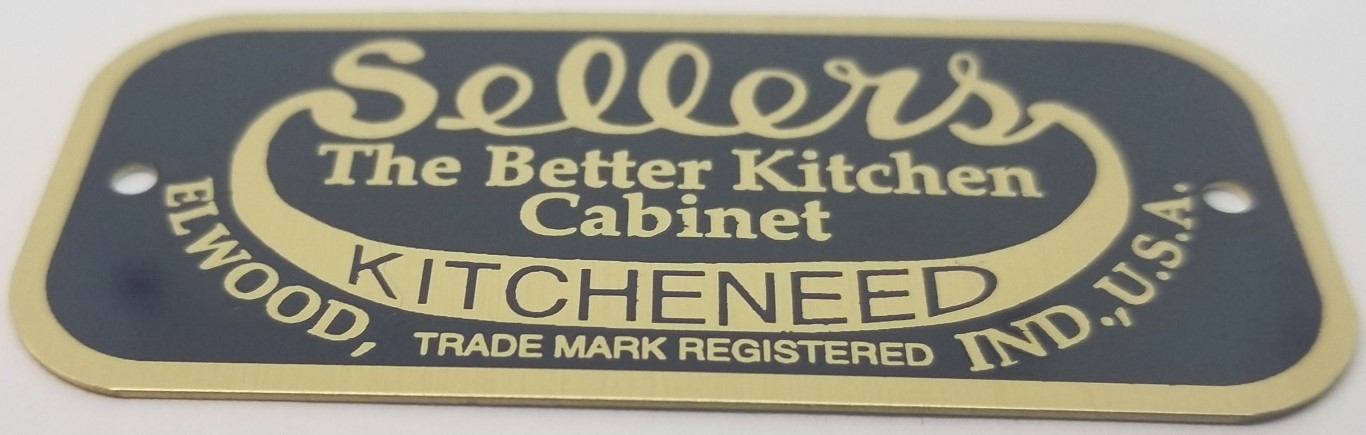 Sellers
The Better Kitchen
Cabinet
KITCHENEED
ELWOOD, IND., U.S.A.
TRADE MARK REGISTERED